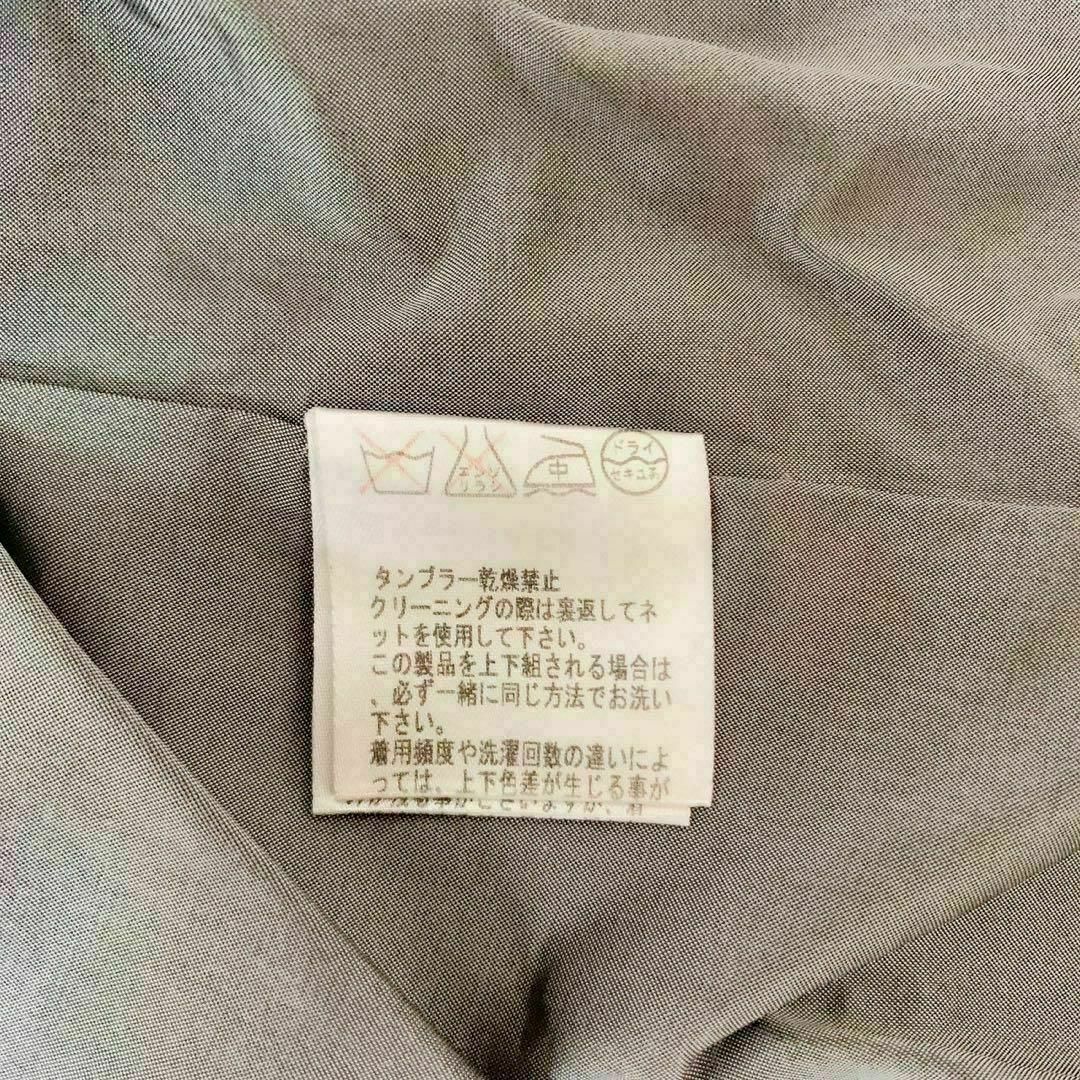 エンソ
リラシ
中
ドライ
セキユ系
タンブラー乾燥禁止
クリーニングの際は裏返してネ
ットを使用して下さい。
この製品を上下組される場合は
、必ず一緒に同じ方法でお洗い
下さい。
着用頻度や洗濯回数の違いによ
っては、上下色差が生じる事が